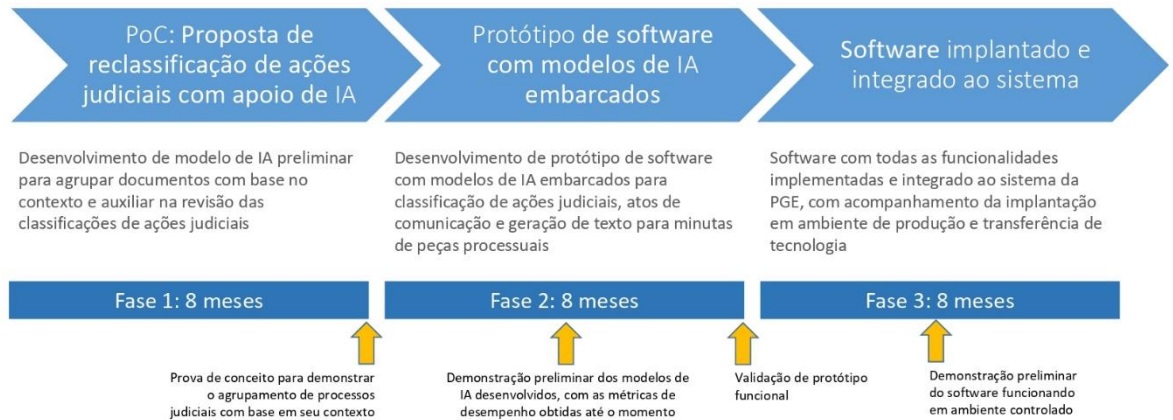 PoC: Proposta de
reclassificação de ações
judiciais com apoio de IA
Protótipo de software
com modelos de IA
embarcados
Software implantado e
integrado ao sistema
Desenvolvimento de modelo de IA preliminar
para agrupar documentos com base no
contexto e auxiliar na revisão das
classificações de ações judiciais
Desenvolvimento de protótipo de software
com modelos de IA embarcados para
classificação de ações judiciais, atos de
comunicação e geração de texto para minutas
de peças processuais
Software com todas as funcionalidades
implementadas e integrado ao sistema da
PGE, com acompanhamento da implantação
em ambiente de produção e transferência de
tecnologia
Fase 1: 8 meses
Fase 2: 8 meses
Fase 3: 8 meses
Prova de conceito para demonstrar
o agrupamento de processos
judiciais com base em seu contexto
Demonstração preliminar dos modelos de
IA desenvolvidos, com as métricas de
desempenho obtidas até o momento
Validação de protótipo
funcional
Demonstração preliminar
do software funcionando
em ambiente controlado